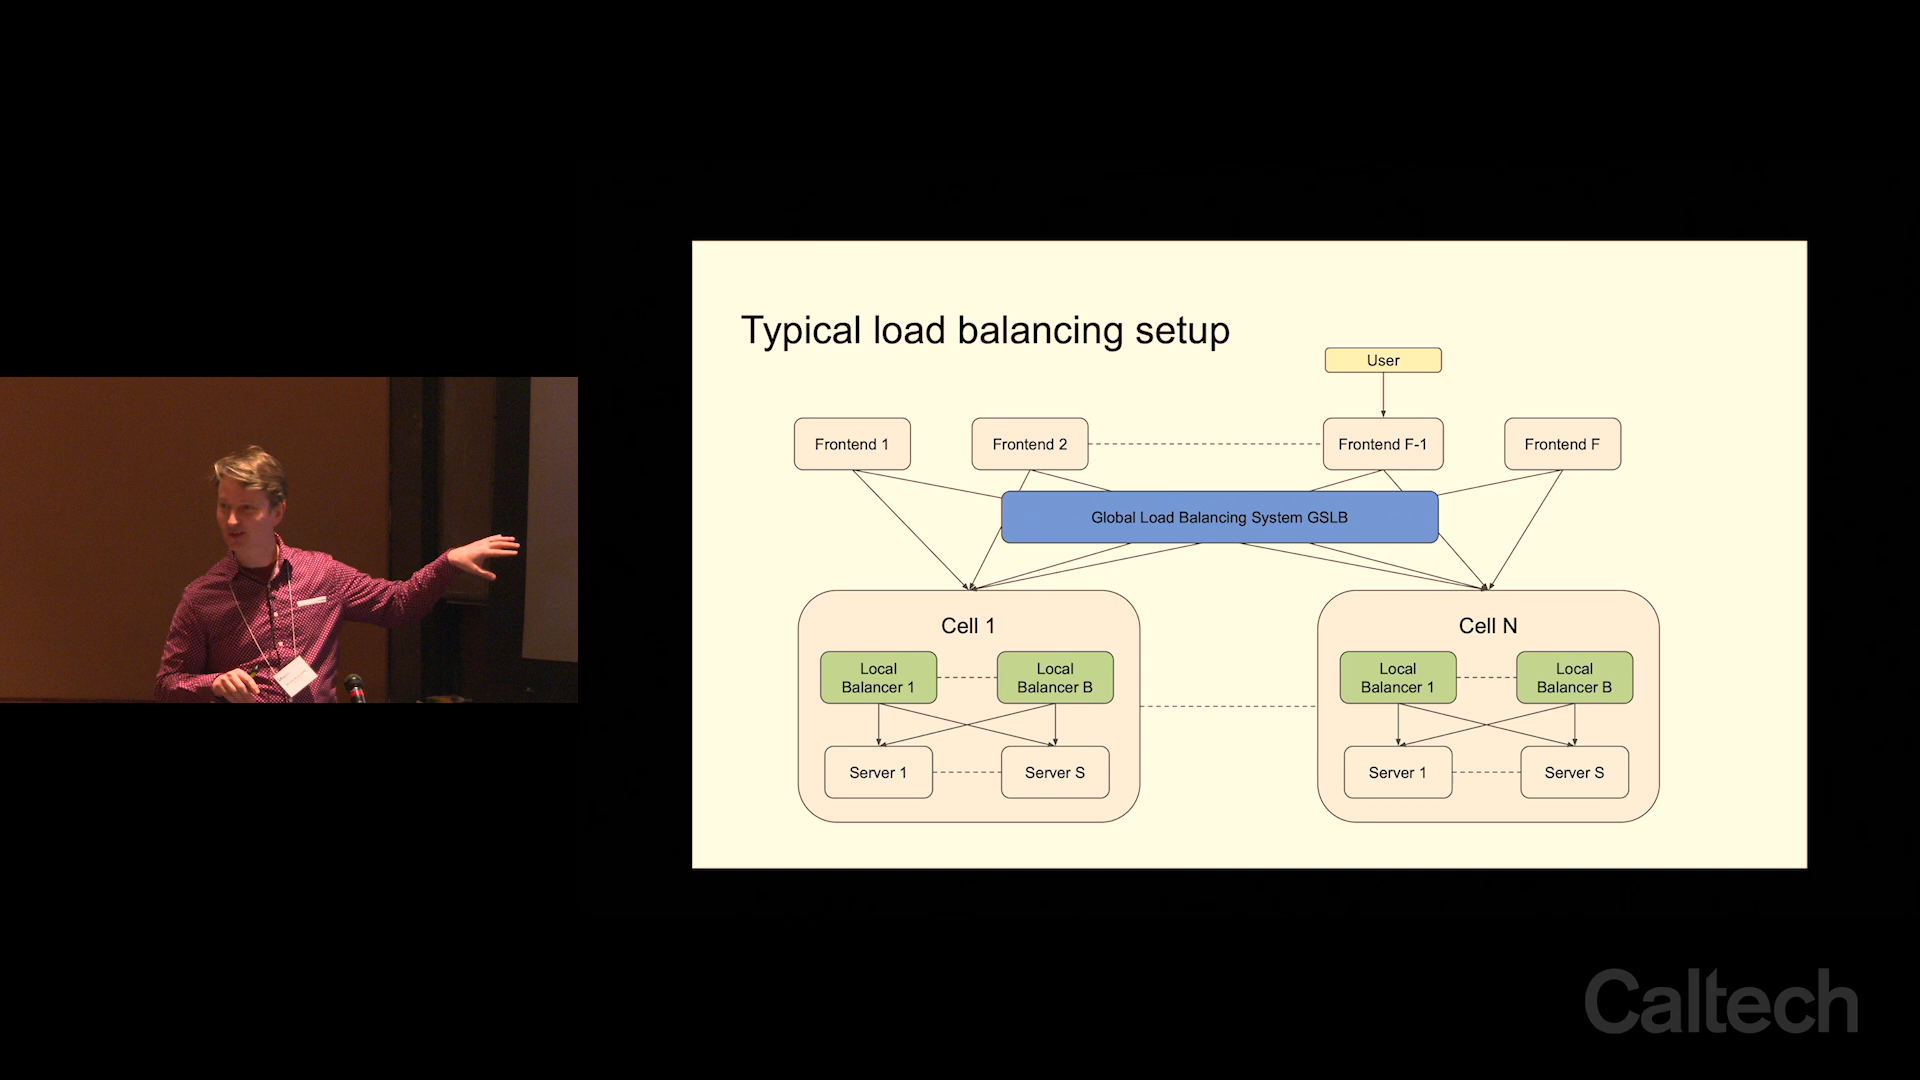 Typical load balancing setup
User
Frontend 1
Frontend 2
Frontend F-1
Frontend F
Global Load Balancing System GSLB
Cell 1
Cell N
Local
Balancer 1
Local
Balancer B
Local
Balancer 1
Local
Balancer B
Server 1
Server S
Server 1
Server S
Caltech